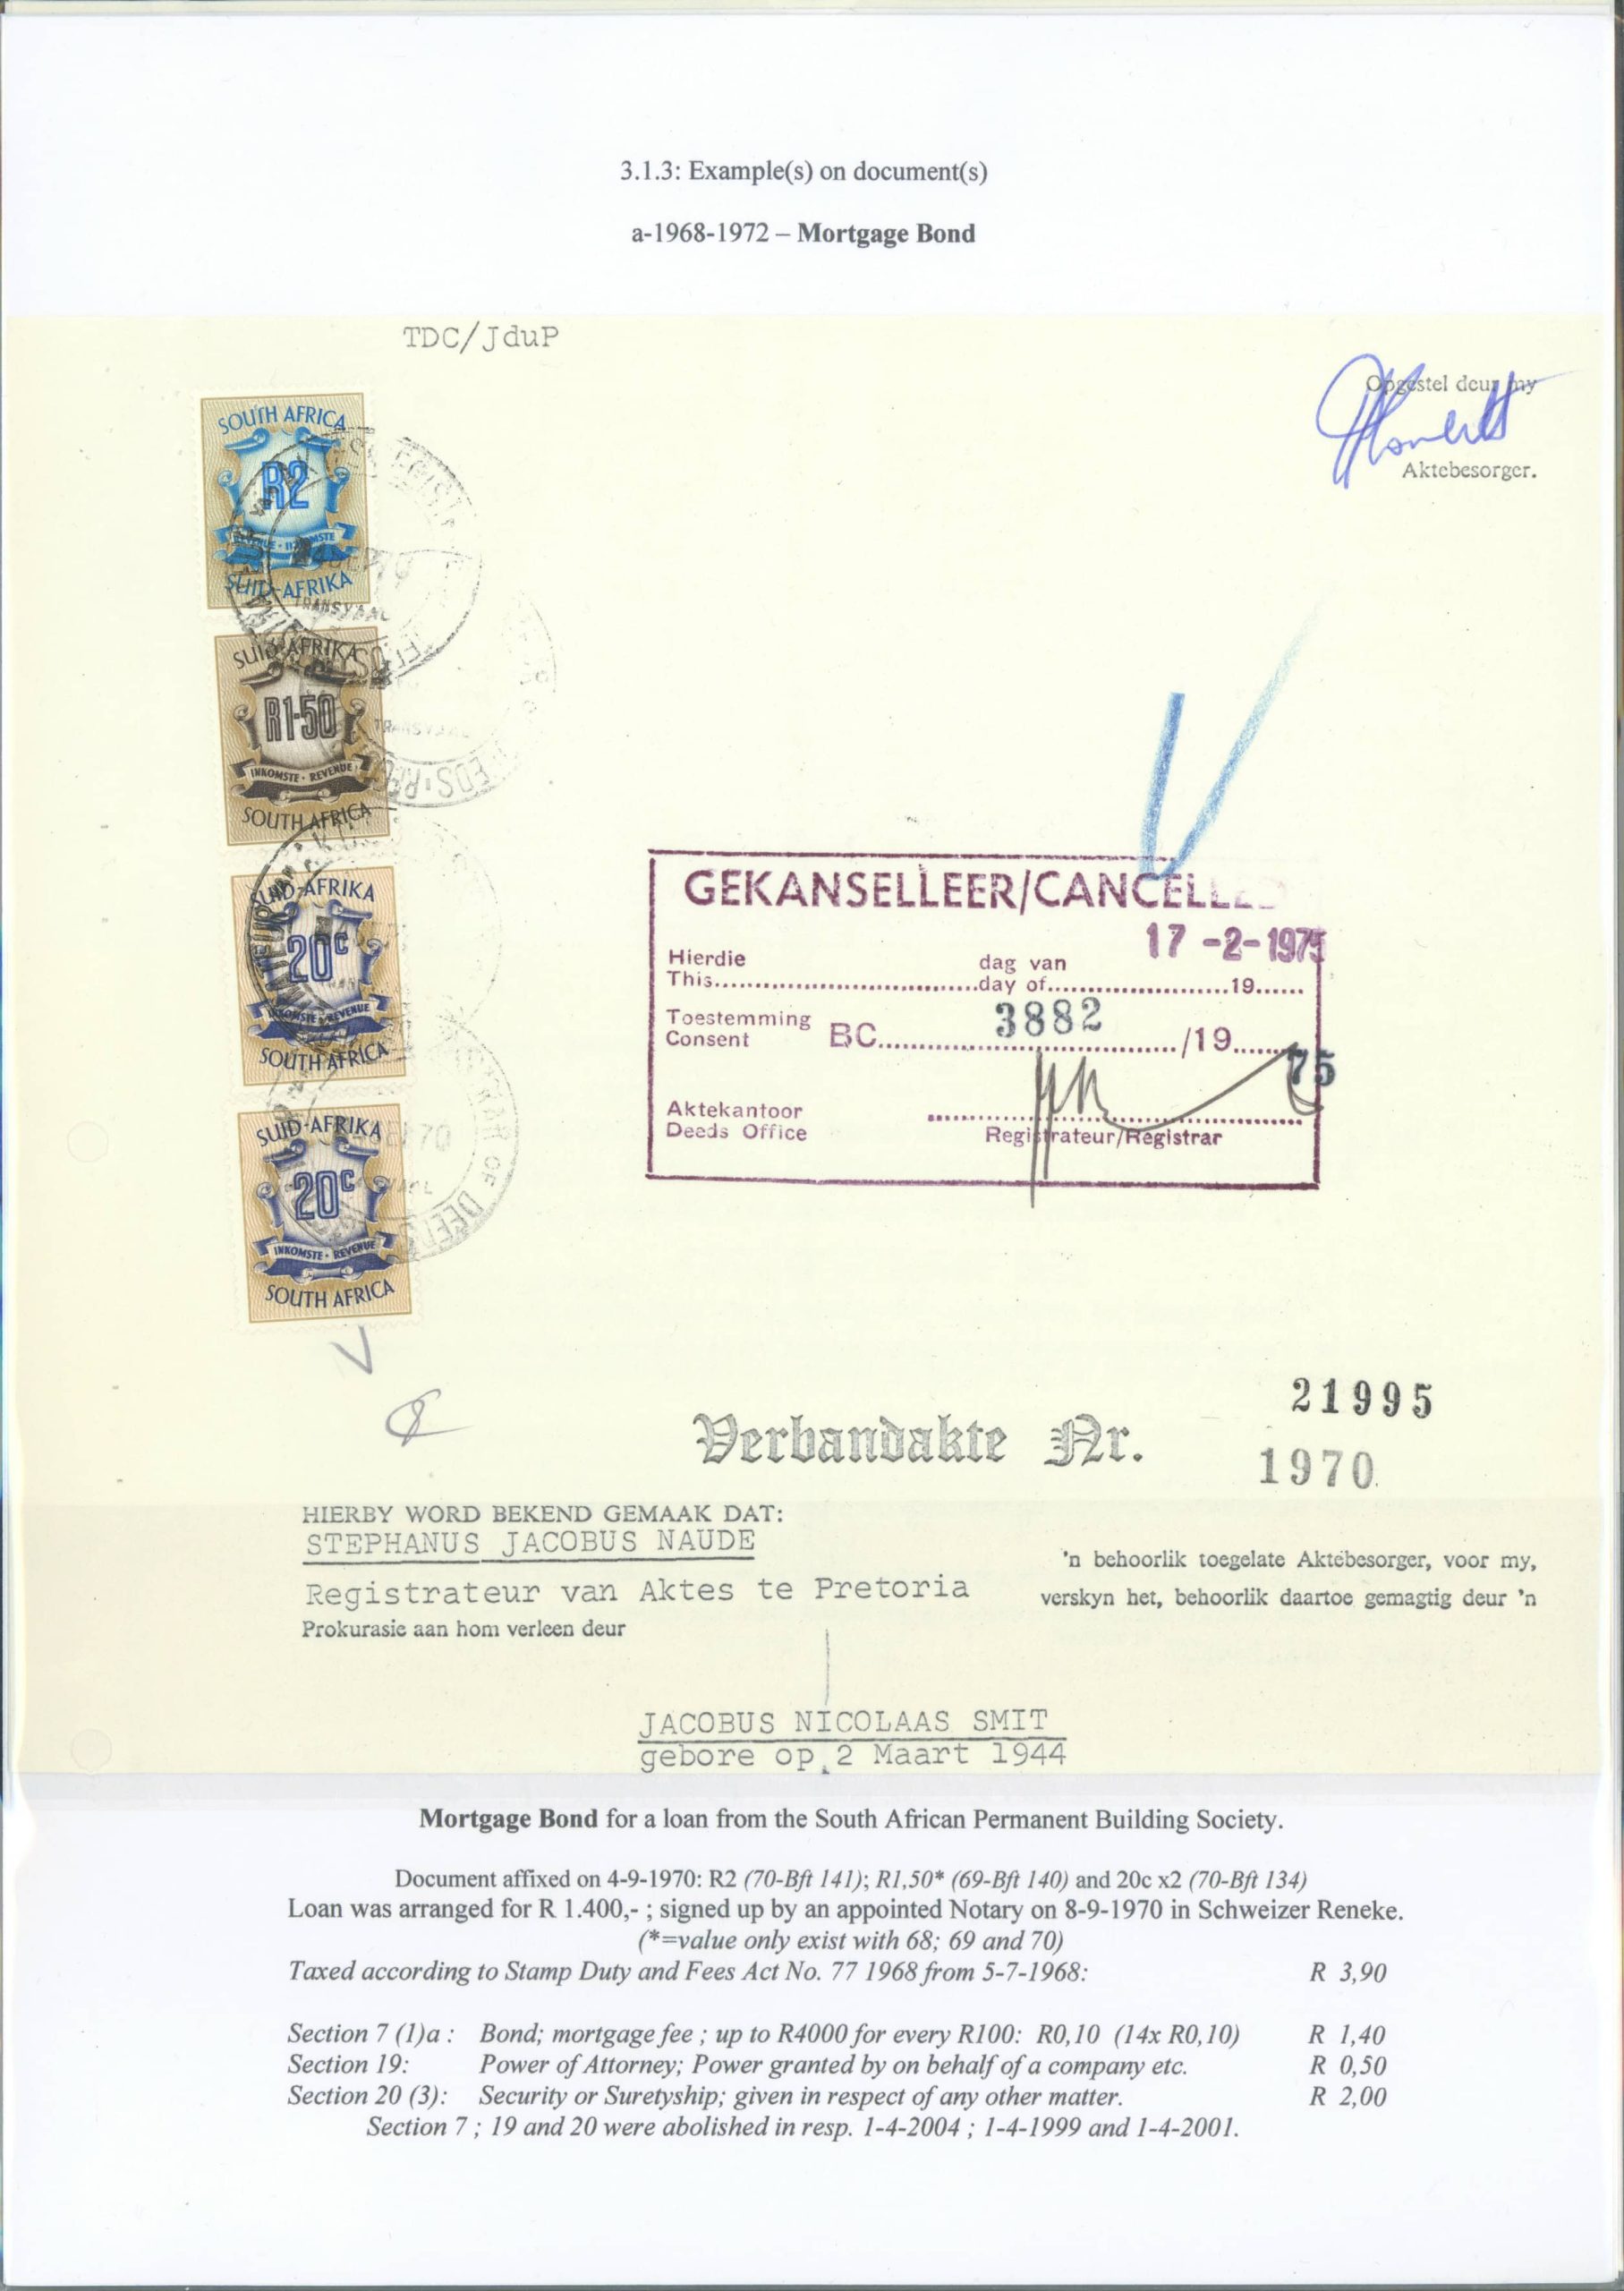 3.1.3: Example(s) on document(s)
a-1968-1972 – Mortgage Bond
TDC/JduP
Opgestel deur my
Aktebesorger.
SOUTH AFRICA
R2
REVENUE · INKOMSTE
SUID-AFRIKA
TRANSVAAL
SUID-AFRIKA
R1·50
INKOMSTE · REVENUE
SOUTH AFRICA
TRANSVAAL
SUID-AFRIKA
20c
INKOMSTE · REVENUE
SOUTH AFRICA
SUID-AFRIKA
20c
INKOMSTE · REVENUE
SOUTH AFRICA
REGISTRAR OF DEEDS
GEKANSELLEER/CANCELLED
17 -2-1975
Hierdie dag van
This..............................day of.....................19......
Toestemming
Consent BC. 3882 /19...... 75
Aktekantoor
Deeds Office
Registrateur/Registrar
21995
Verbandakte Nr.
1970
HIERBY WORD BEKEND GEMAAK DAT:
STEPHANUS JACOBUS NAUDE
'n behoorlik toegelate Aktebesorger, voor my,
Registrateur van Aktes te Pretoria
verskyn het, behoorlik daartoe gemagtig deur 'n
Prokurasie aan hom verleen deur
JACOBUS NICOLAAS SMIT
gebore op 2 Maart 1944
Mortgage Bond for a loan from the South African Permanent Building Society.
Document affixed on 4-9-1970: R2 (70-Bft 141); R1,50* (69-Bft 140) and 20c x2 (70-Bft 134)
Loan was arranged for R 1.400,- ; signed up by an appointed Notary on 8-9-1970 in Schweizer Reneke.
(*=value only exist with 68; 69 and 70)
Taxed according to Stamp Duty and Fees Act No. 77 1968 from 5-7-1968: R 3,90
Section 7 (1)a : Bond; mortgage fee ; up to R4000 for every R100: R0,10 (14x R0,10) R 1,40
Section 19: Power of Attorney; Power granted by on behalf of a company etc. R 0,50
Section 20 (3): Security or Suretyship; given in respect of any other matter. R 2,00
Section 7 ; 19 and 20 were abolished in resp. 1-4-2004 ; 1-4-1999 and 1-4-2001.